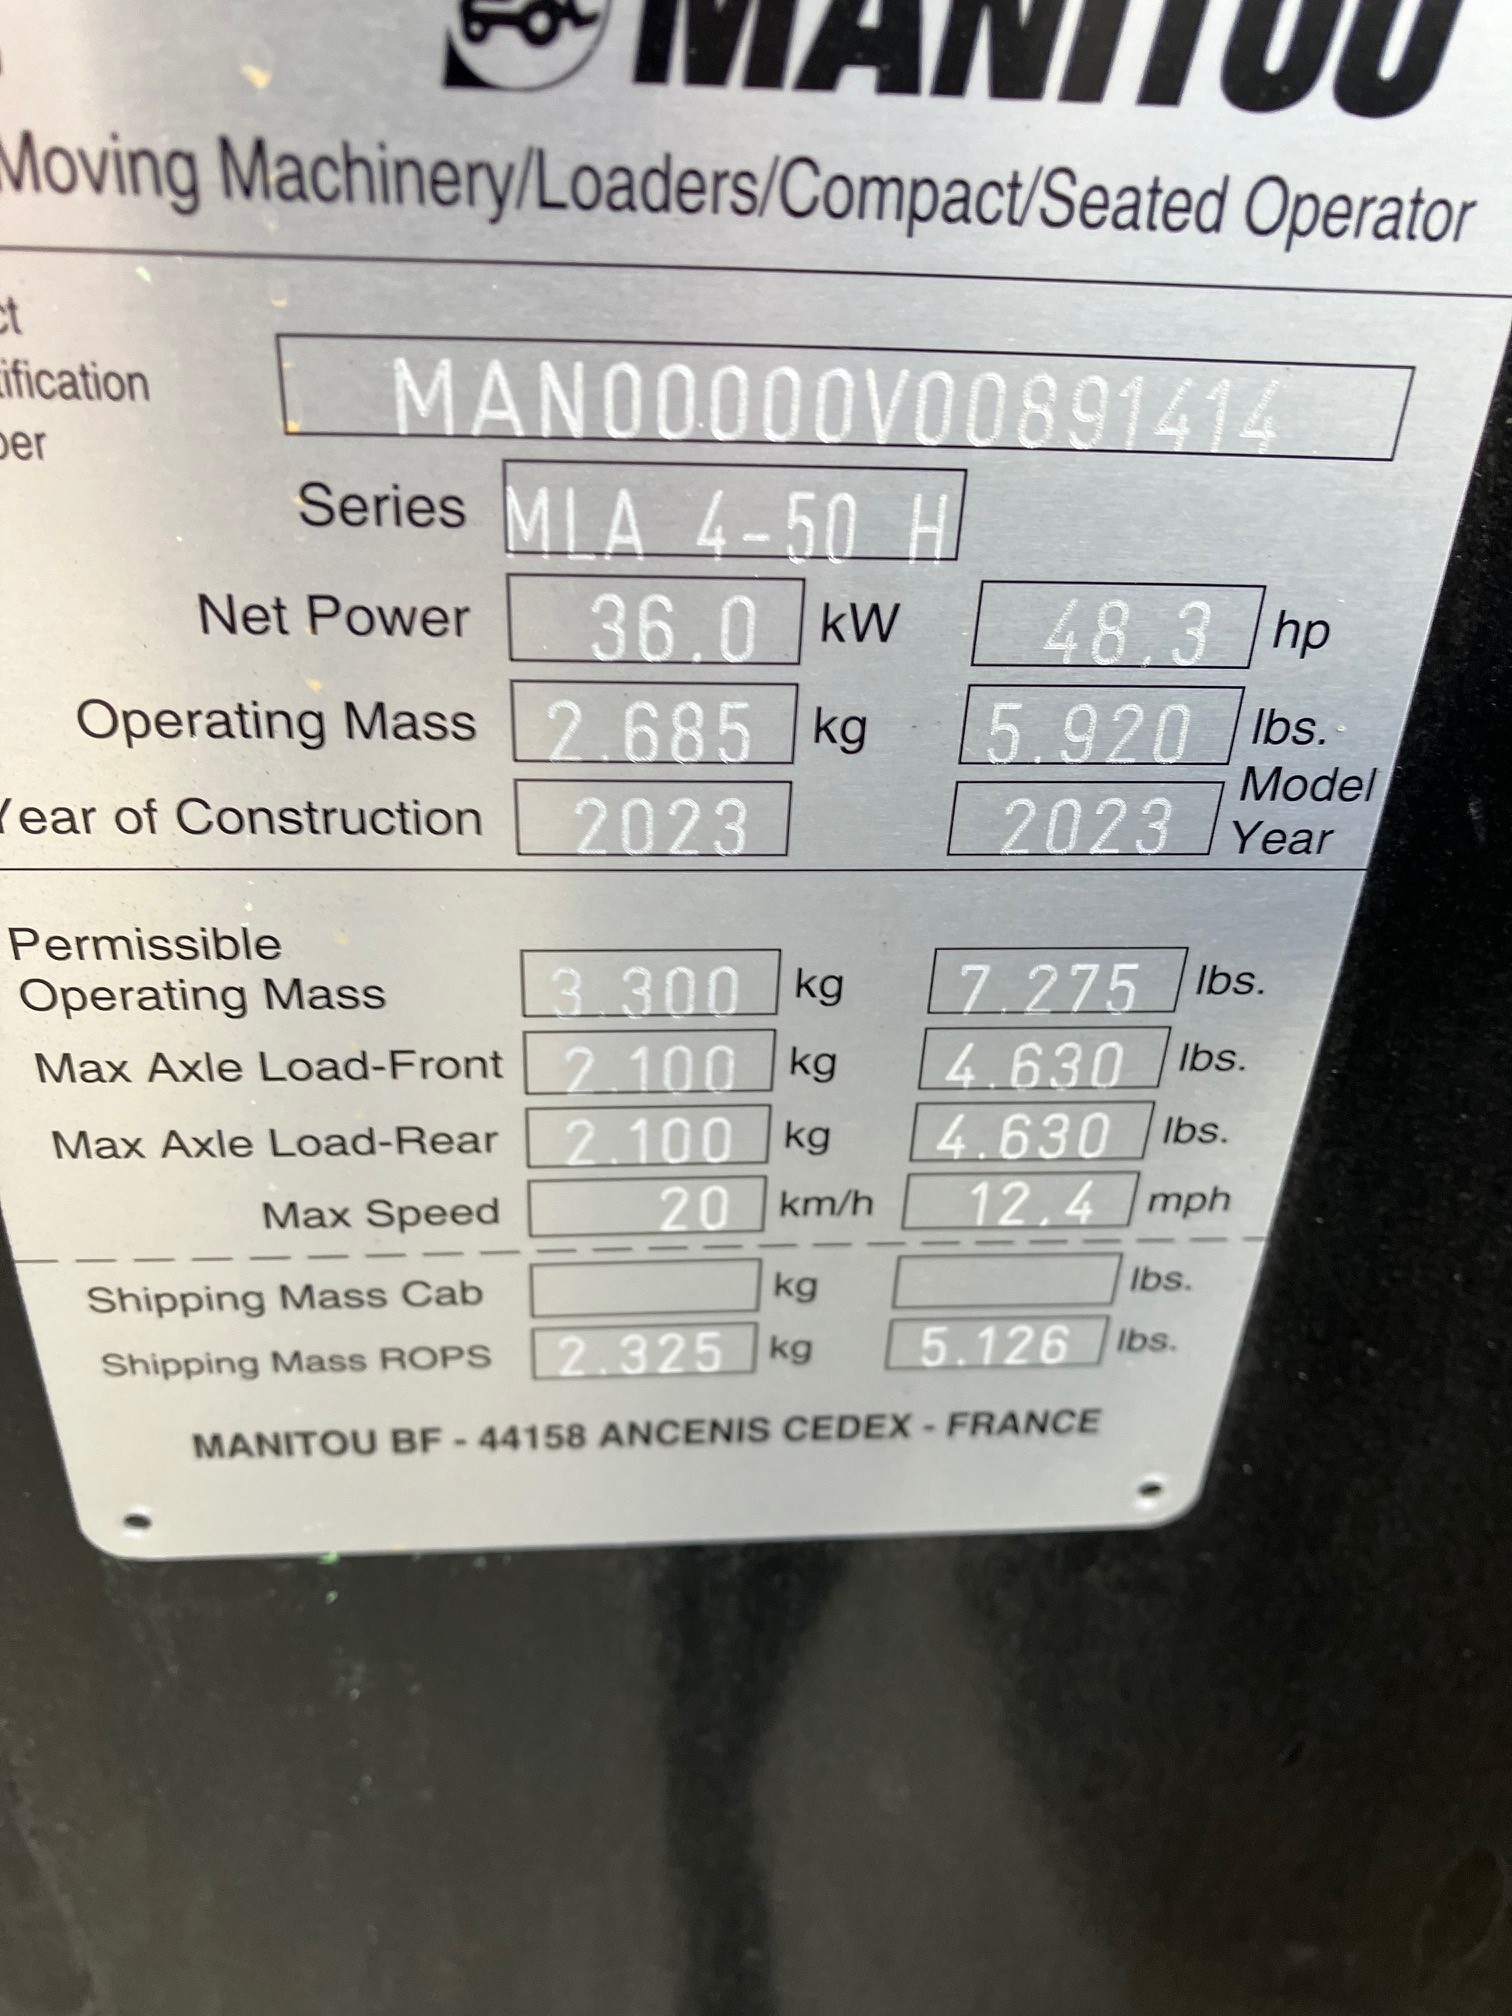 MANITOU
Moving Machinery/Loaders/Compact/Seated Operator
ct
ification
ber
MAN00000V00891414
Series MLA 4-50 H
Net Power 36.0 kW 48.3 hp
Operating Mass 2.685 kg 5.920 lbs.
Year of Construction 2023 2023 Model Year
Permissible
Operating Mass 3.300 kg 7.275 lbs.
Max Axle Load-Front 2.100 kg 4.630 lbs.
Max Axle Load-Rear 2.100 kg 4.630 lbs.
Max Speed 20 km/h 12.4 mph
Shipping Mass Cab kg lbs.
Shipping Mass ROPS 2.325 kg 5.126 lbs.
MANITOU BF - 44158 ANCENIS CEDEX - FRANCE